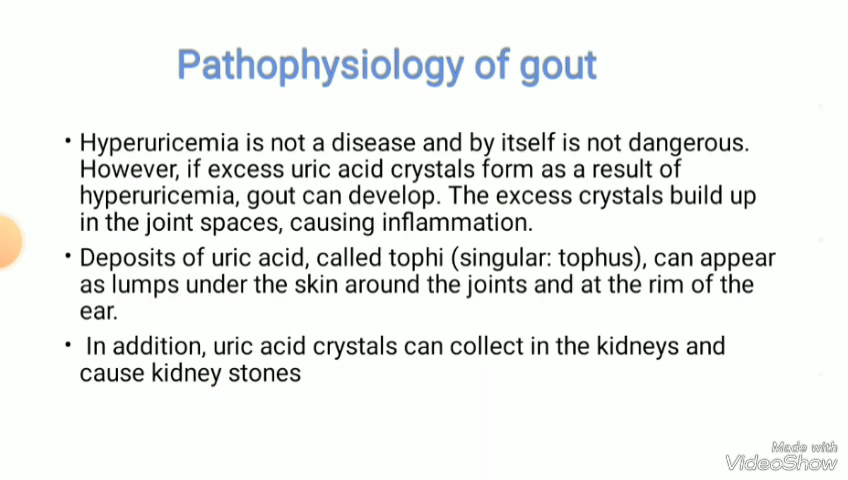 Pathophysiology of gout
• Hyperuricemia is not a disease and by itself is not dangerous.
However, if excess uric acid crystals form as a result of
hyperuricemia, gout can develop. The excess crystals build up
in the joint spaces, causing inflammation.
• Deposits of uric acid, called tophi (singular: tophus), can appear
as lumps under the skin around the joints and at the rim of the
ear.
• In addition, uric acid crystals can collect in the kidneys and
cause kidney stones
Made with
VideoShow